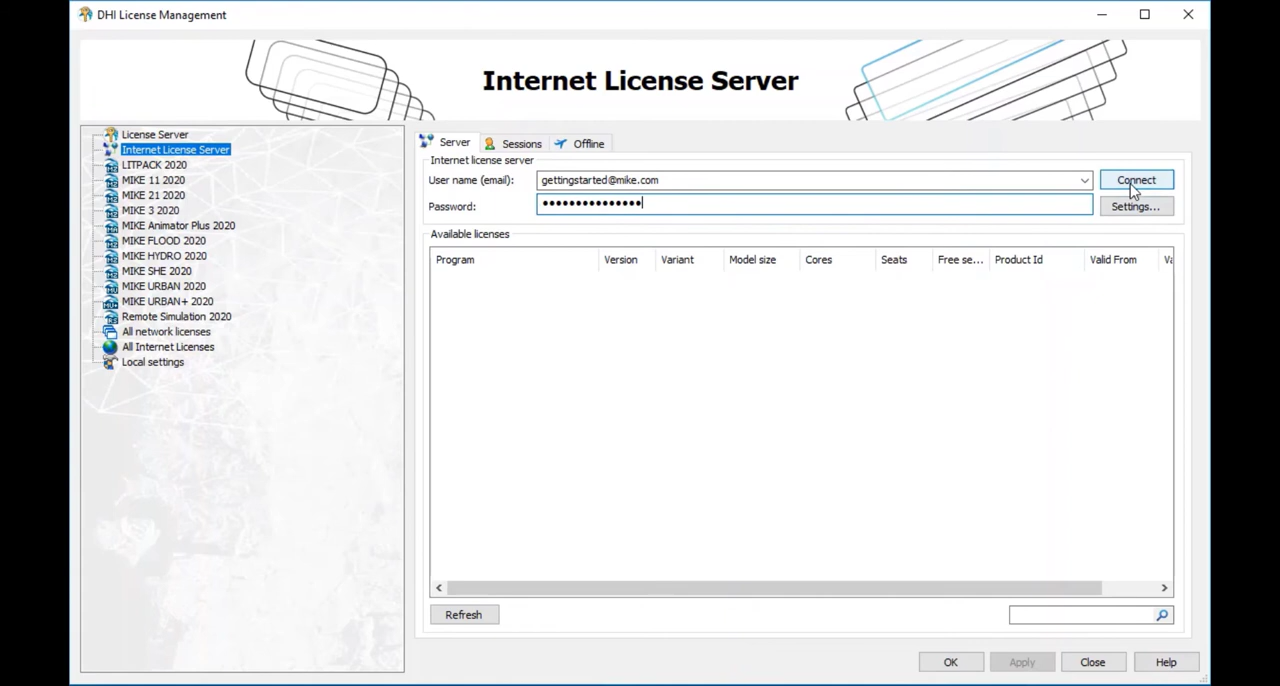 DHI License Management
Internet License Server
License Server
Internet License Server
LITPACK 2020
MIKE 11 2020
MIKE 21 2020
MIKE 3 2020
MIKE Animator Plus 2020
MIKE FLOOD 2020
MIKE HYDRO 2020
MIKE SHE 2020
MIKE URBAN 2020
MIKE URBAN+ 2020
Remote Simulation 2020
All network licenses
All Internet Licenses
Local settings
Server Sessions Offline
Internet license server
User name (email): gettingstarted@mike.com Connect
Password: •••••••••••••••• Settings...
Available licenses
Program Version Variant Model size Cores Seats Free se... Product Id Valid From Va
Refresh
OK Apply Close Help